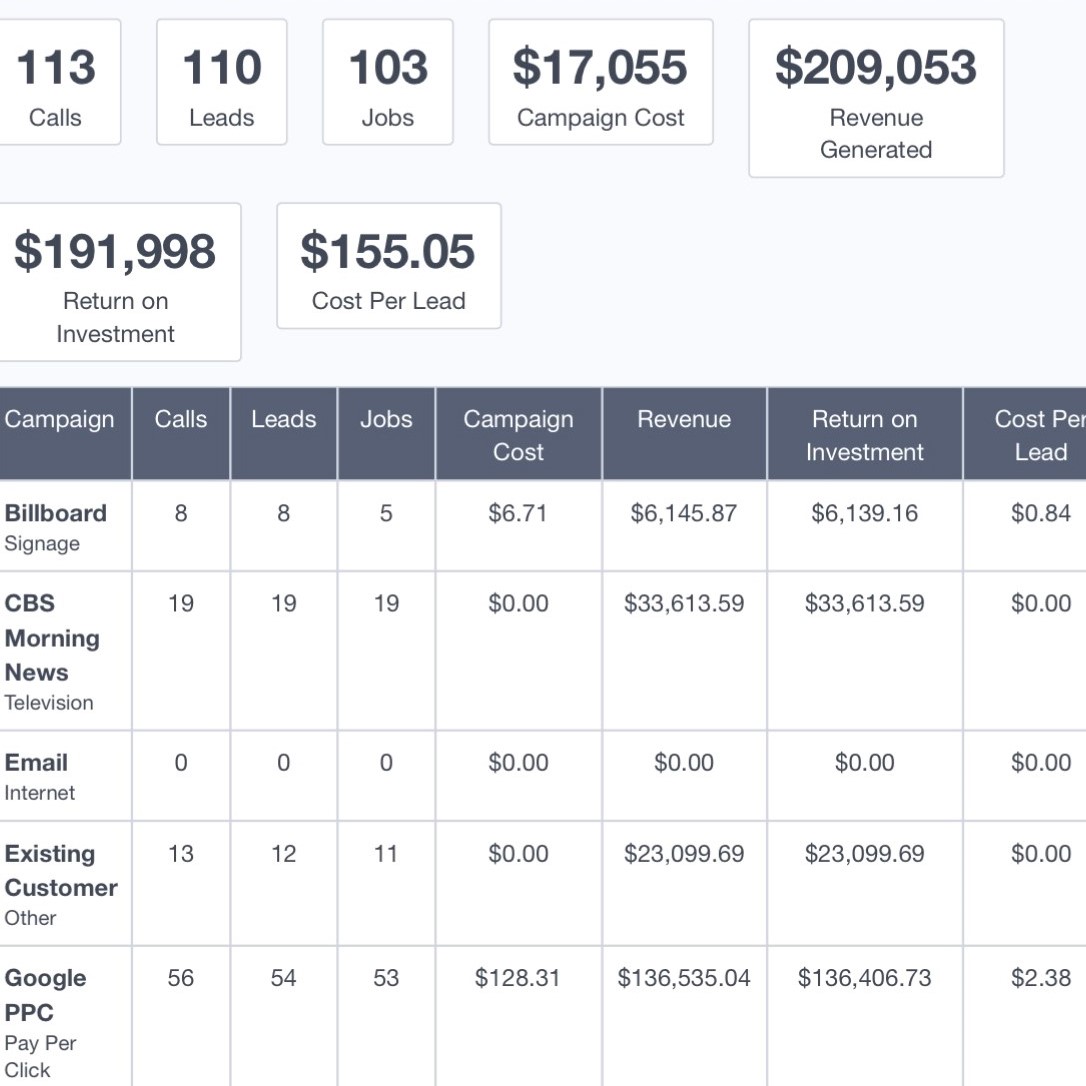 113
Calls
110
Leads
103
Jobs
$17,055
Campaign Cost
$209,053
Revenue
Generated
$191,998
Return on
Investment
$155.05
Cost Per Lead
Campaign Calls Leads Jobs Campaign Cost Revenue Return on Investment Cost Per Lead
Billboard 8 8 5 $6.71 $6,145.87 $6,139.16 $0.84
Signage
CBS 19 19 19 $0.00 $33,613.59 $33,613.59 $0.00
Morning
News
Television
Email 0 0 0 $0.00 $0.00 $0.00 $0.00
Internet
Existing 13 12 11 $0.00 $23,099.69 $23,099.69 $0.00
Customer
Other
Google 56 54 53 $128.31 $136,535.04 $136,406.73 $2.38
PPC
Pay Per
Click